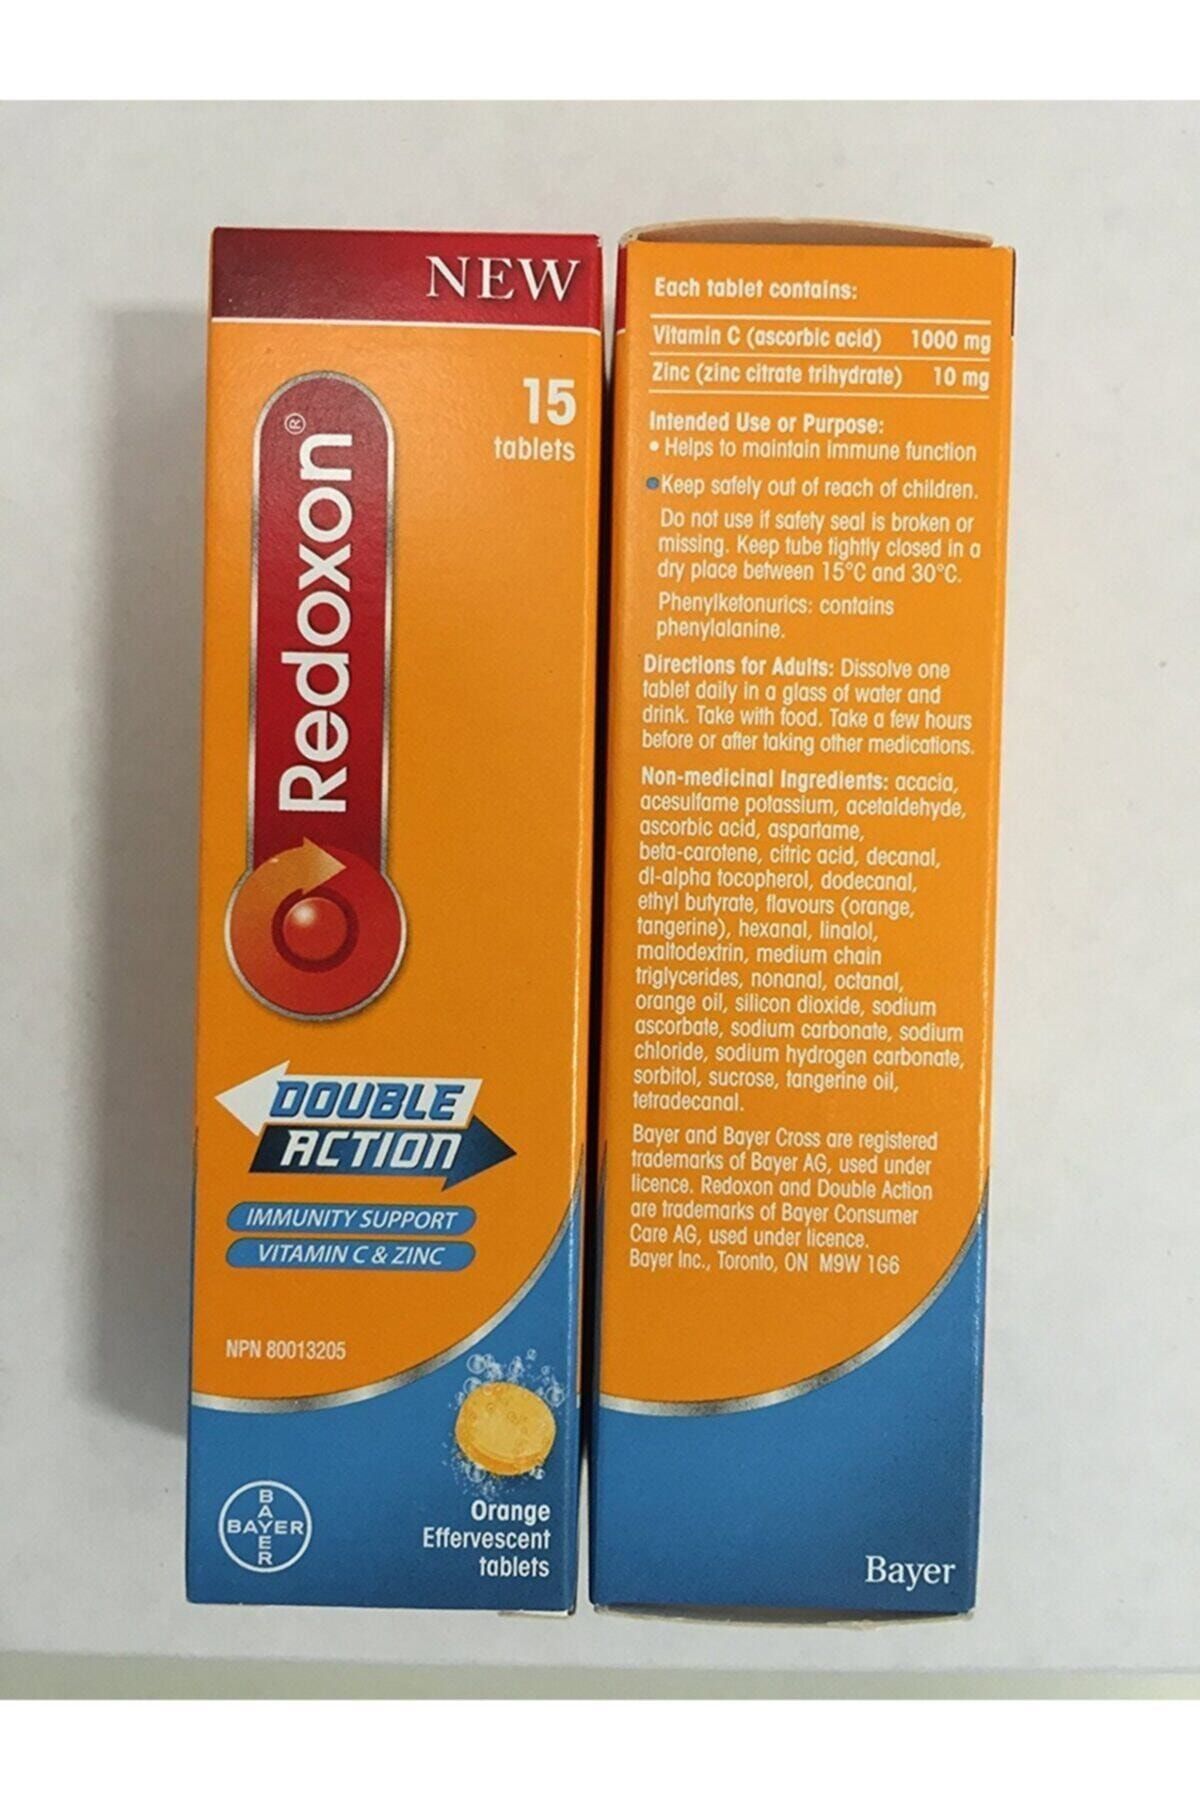 NEW
15
tablets
Redoxon®
DOUBLE
ACTION
IMMUNITY SUPPORT
VITAMIN C & ZINC
NPN 80013205
BAYER
BAYER
Orange
Effervescent
tablets
Each tablet contains:
Vitamin C (ascorbic acid) 1000 mg
Zinc (zinc citrate trihydrate) 10 mg
Intended Use or Purpose:
• Helps to maintain immune function
• Keep safely out of reach of children.
Do not use if safety seal is broken or
missing. Keep tube tightly closed in a
dry place between 15°C and 30°C.
Phenylketonurics: contains
phenylalanine.
Directions for Adults: Dissolve one
tablet daily in a glass of water and
drink. Take with food. Take a few hours
before or after taking other medications.
Non-medicinal Ingredients: acacia,
acesulfame potassium, acetaldehyde,
ascorbic acid, aspartame,
beta-carotene, citric acid, decanal,
dl-alpha tocopherol, dodecanal,
ethyl butyrate, flavours (orange,
tangerine), hexanal, linalol,
maltodextrin, medium chain
triglycerides, nonanal, octanal,
orange oil, silicon dioxide, sodium
ascorbate, sodium carbonate, sodium
chloride, sodium hydrogen carbonate,
sorbitol, sucrose, tangerine oil,
tetradecanal.
Bayer and Bayer Cross are registered
trademarks of Bayer AG, used under
licence. Redoxon and Double Action
are trademarks of Bayer Consumer
Care AG, used under licence.
Bayer Inc., Toronto, ON M9W 1G6
Bayer